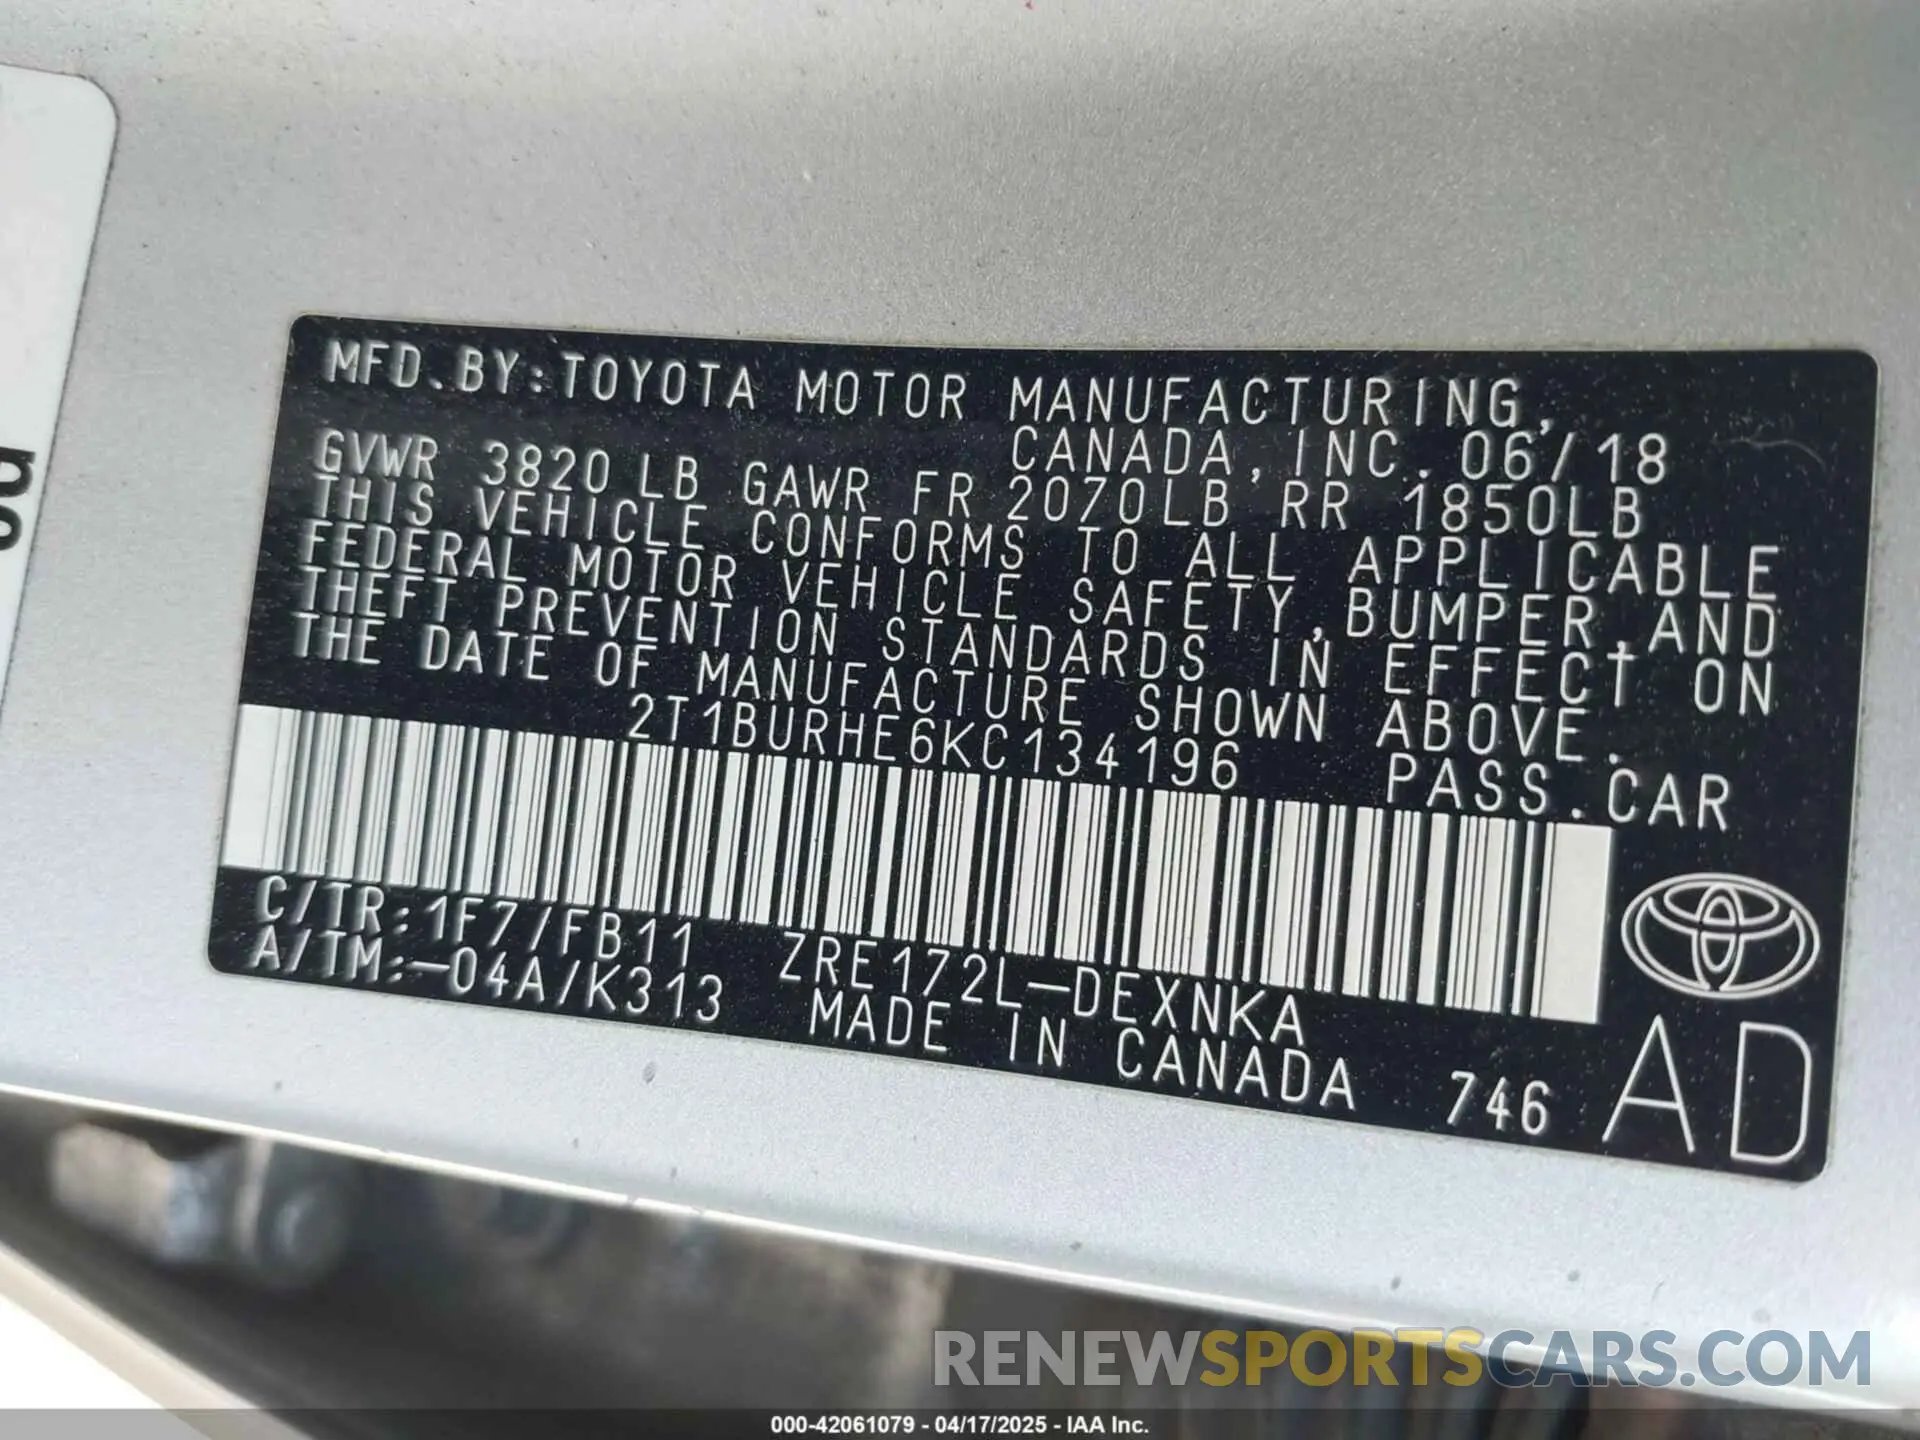 MFD.BY:TOYOTA MOTOR MANUFACTURING,
CANADA,INC. 06/18
GVWR 3820LB GAWR FR 2070LB RR 1850LB
THIS VEHICLE CONFORMS TO ALL APPLICABLE
FEDERAL MOTOR VEHICLE SAFETY,BUMPER,AND
THEFT PREVENTION STANDARDS IN EFFECT ON
THE DATE OF MANUFACTURE SHOWN ABOVE.
2T1BURHE6KC134196 PASS.CAR
C/TR:1F7/FB11 ZRE172L-DEXNKA
A/TM:-04A/K313 MADE IN CANADA 746
AD
RENEWSPORTSCARS.COM
000-42061079 - 04/17/2025 - IAA Inc.